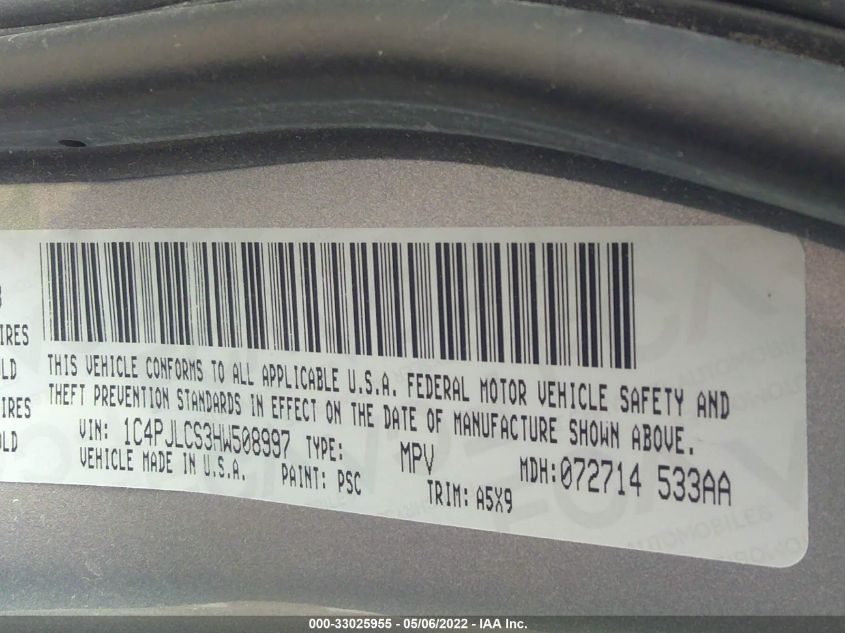 IRES
LD
IRES
OLD
THIS VEHICLE CONFORMS TO ALL APPLICABLE U.S.A. FEDERAL MOTOR VEHICLE SAFETY AND
THEFT PREVENTION STANDARDS IN EFFECT ON THE DATE OF MANUFACTURE SHOWN ABOVE.
VIN: 1C4PJLCS3HW508997 TYPE: MPV MDH:072714 533AA
VEHICLE MADE IN U.S.A. PAINT: PSC TRIM: A5X9
AUTOMOBILES
000-33025955 - 05/06/2022 - IAA Inc.